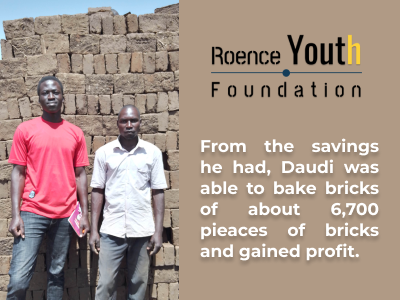 Roence Youth
Foundation
From the savings
he had, Daudi was
able to bake bricks
of about 6,700
pieaces of bricks
and gained profit.